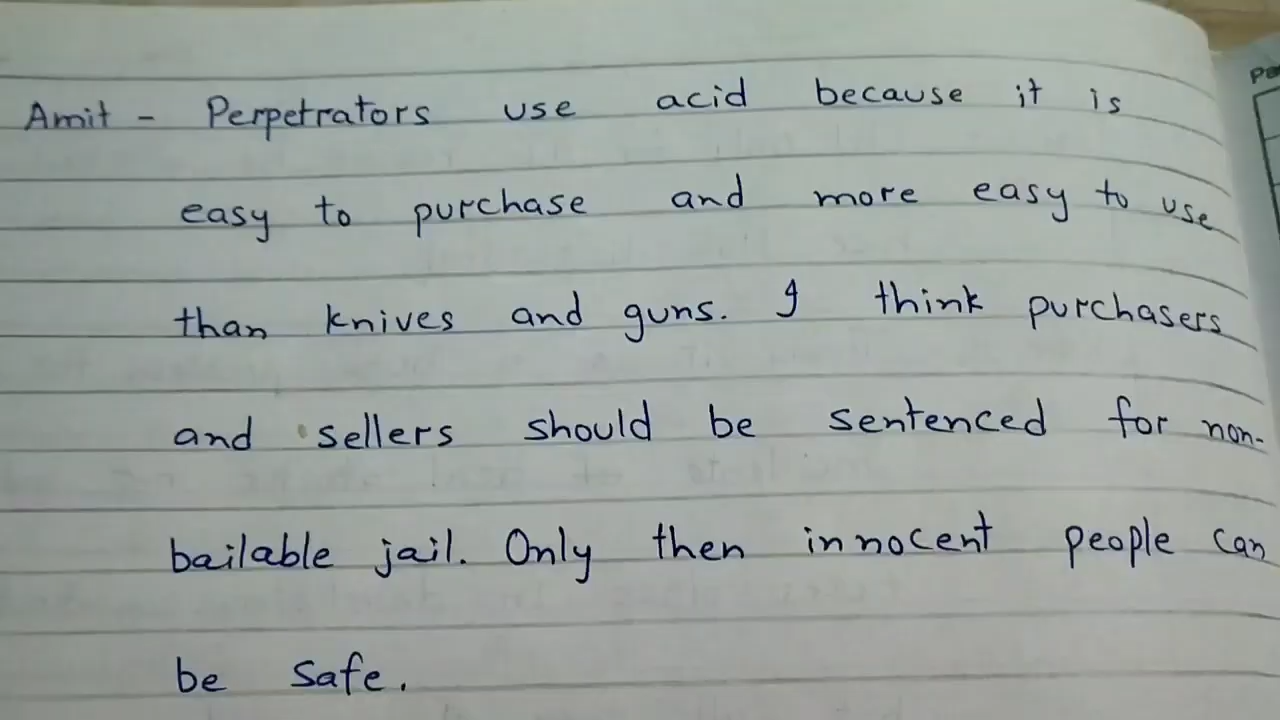 Amit - Perpetrators use acid because it is
easy to purchase and more easy to use
than knives and guns. I think purchasers
and sellers should be sentenced for non-
bailable jail. Only then innocent people can
be safe.